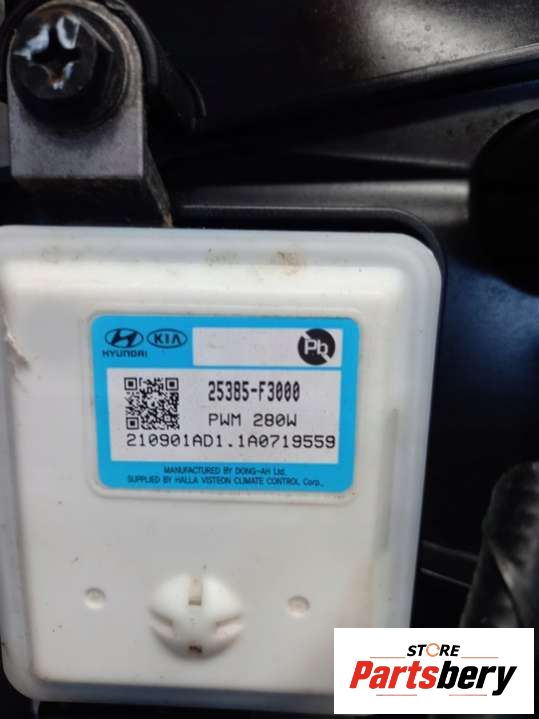 HYUNDAI KIA Pb
25385-F3000
PWM 280W
210901AD1.1A0719559
MANUFACTURED BY DONG-AH Ltd.
SUPPLIED BY HALLA VISTEON CLIMATE CONTROL Corp.,
STORE
Partsbery